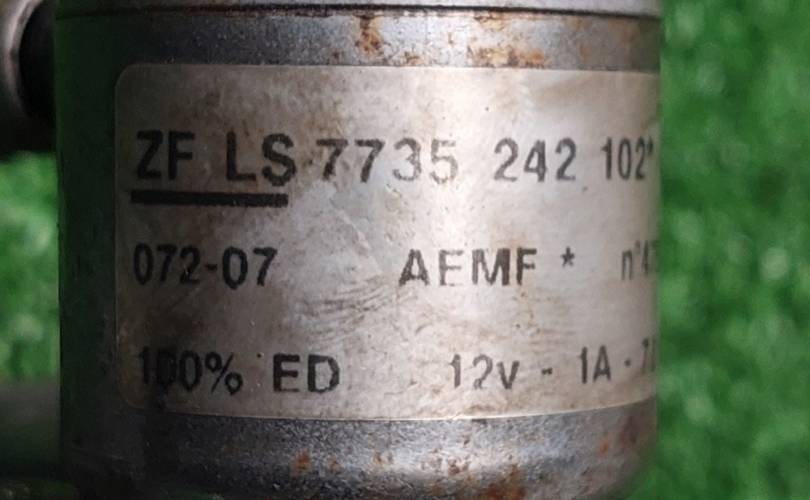 ZF LS 7735 242 102*
072-07 AEMF *
100% ED 12v - 1A -